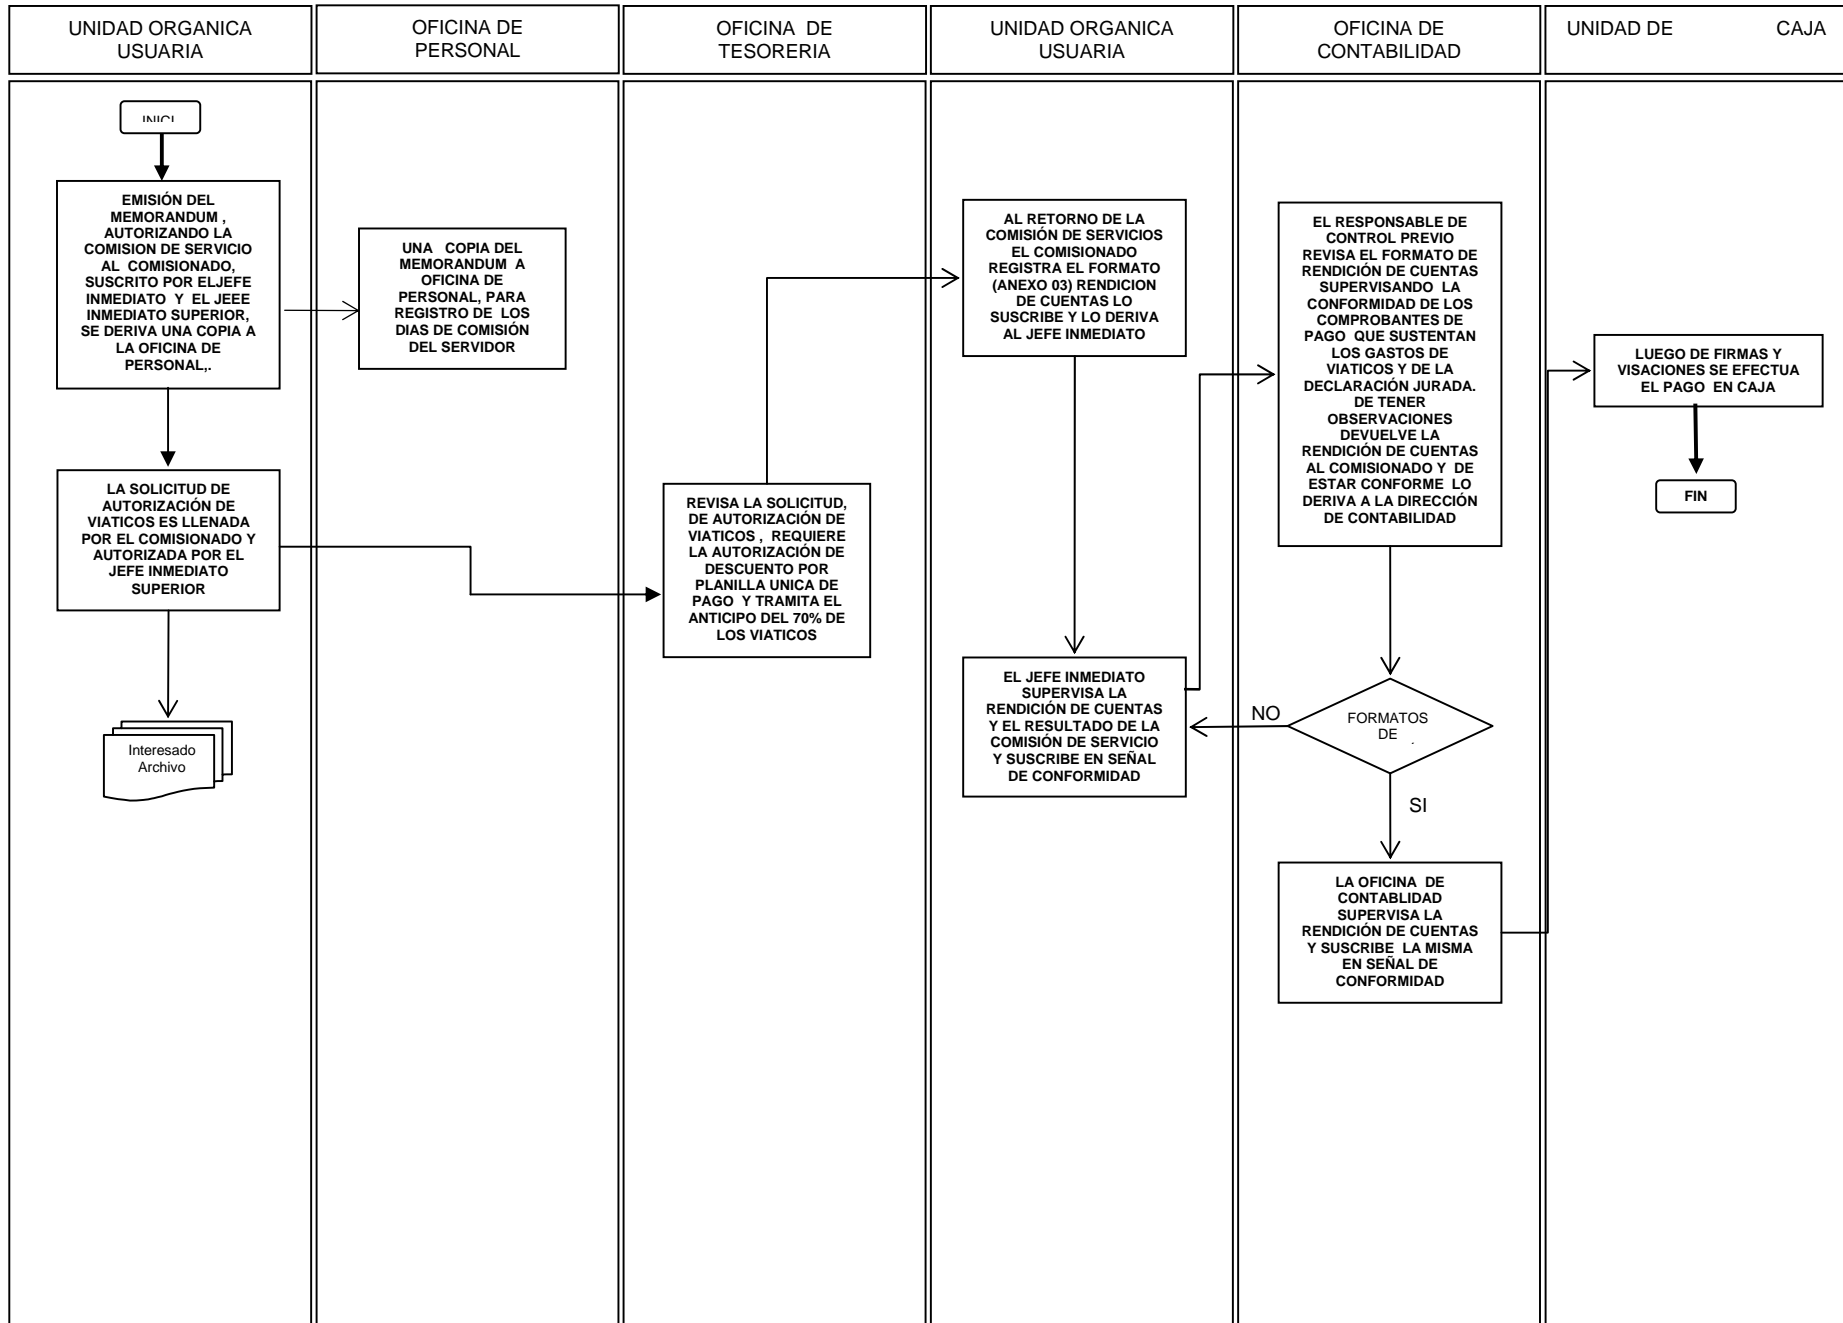 UNIDAD ORGANICA
USUARIA
OFICINA DE
PERSONAL
OFICINA DE
TESORERIA
UNIDAD ORGANICA
USUARIA
OFICINA DE
CONTABILIDAD
UNIDAD DE CAJA
INICI
EMISIÓN DEL
MEMORANDUM ,
AUTORIZANDO LA
COMISION DE SERVICIO
AL COMISIONADO,
SUSCRITO POR ELJEFE
INMEDIATO Y EL JEEE
INMEDIATO SUPERIOR,
SE DERIVA UNA COPIA A
LA OFICINA DE
PERSONAL,.
LA SOLICITUD DE
AUTORIZACIÓN DE
VIATICOS ES LLENADA
POR EL COMISIONADO Y
AUTORIZADA POR EL
JEFE INMEDIATO
SUPERIOR
Interesado
Archivo
UNA COPIA DEL
MEMORANDUM A
OFICINA DE
PERSONAL, PARA
REGISTRO DE LOS
DIAS DE COMISIÓN
DEL SERVIDOR
REVISA LA SOLICITUD,
DE AUTORIZACIÓN DE
VIATICOS , REQUIERE
LA AUTORIZACIÓN DE
DESCUENTO POR
PLANILLA UNICA DE
PAGO Y TRAMITA EL
ANTICIPO DEL 70% DE
LOS VIATICOS
AL RETORNO DE LA
COMISIÓN DE SERVICIOS
EL COMISIONADO
REGISTRA EL FORMATO
(ANEXO 03) RENDICION
DE CUENTAS LO
SUSCRIBE Y LO DERIVA
AL JEFE INMEDIATO
EL JEFE INMEDIATO
SUPERVISA LA
RENDICIÓN DE CUENTAS
Y EL RESULTADO DE LA
COMISIÓN DE SERVICIO
Y SUSCRIBE EN SEÑAL
DE CONFORMIDAD
EL RESPONSABLE DE
CONTROL PREVIO
REVISA EL FORMATO DE
RENDICIÓN DE CUENTAS
SUPERVISANDO LA
CONFORMIDAD DE LOS
COMPROBANTES DE
PAGO QUE SUSTENTAN
LOS GASTOS DE
VIATICOS Y DE LA
DECLARACIÓN JURADA.
DE TENER
OBSERVACIONES
DEVUELVE LA
RENDICIÓN DE CUENTAS
AL COMISIONADO Y DE
ESTAR CONFORME LO
DERIVA A LA DIRECCIÓN
DE CONTABILIDAD
NO
FORMATOS
DE
SI
LA OFICINA DE
CONTABLIDAD
SUPERVISA LA
RENDICIÓN DE CUENTAS
Y SUSCRIBE LA MISMA
EN SEÑAL DE
CONFORMIDAD
LUEGO DE FIRMAS Y
VISACIONES SE EFECTUA
EL PAGO EN CAJA
FIN